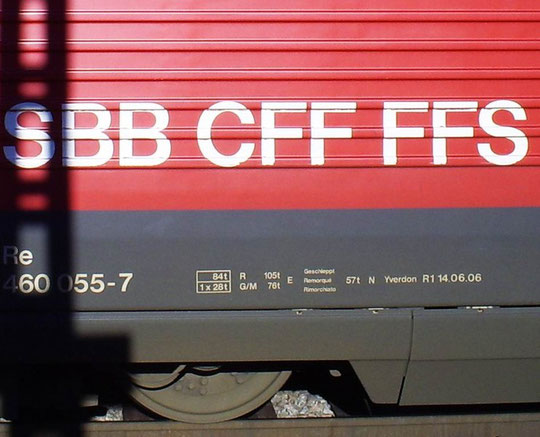 SBB CFF FFS
Re
460 055-7
84t
1 x 28t
R 105t
G/M 76t
E
Geschleppt
Remorqué
Rimorchiato
57t N Yverdon R1 14.06.06